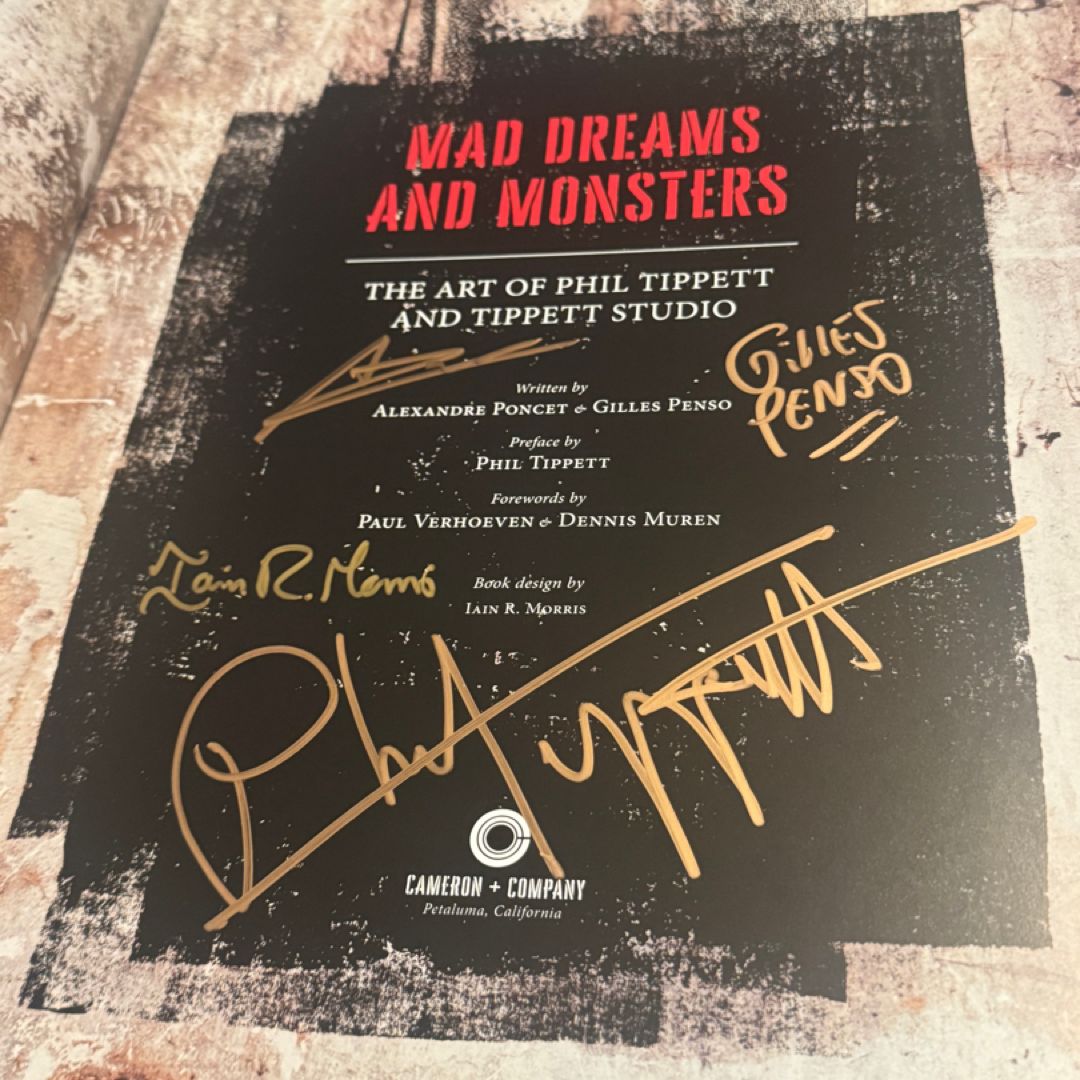 MAD DREAMS
AND MONSTERS
THE ART OF PHIL TIPPETT
AND TIPPETT STUDIO
GillES
PENSO
Written by
ALEXANDRE PONCET & GILLES PENSO
Preface by
PHIL TIPPETT
Forewords by
PAUL VERHOEVEN & DENNIS MUREN
Iain R. Morris
Book design by
IAIN R. MORRIS
Phil Tippett
CAMERON + COMPANY
Petaluma, California